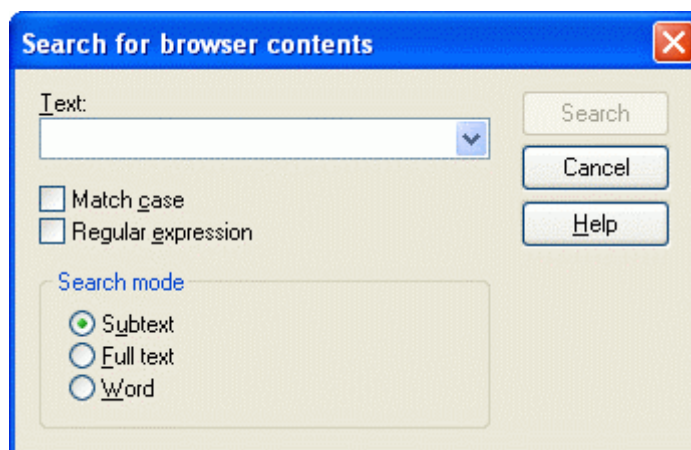 Search for browser contents
Text:
Search
Cancel
Match case
Regular expression
Help
Search mode
Subtext
Full text
Word